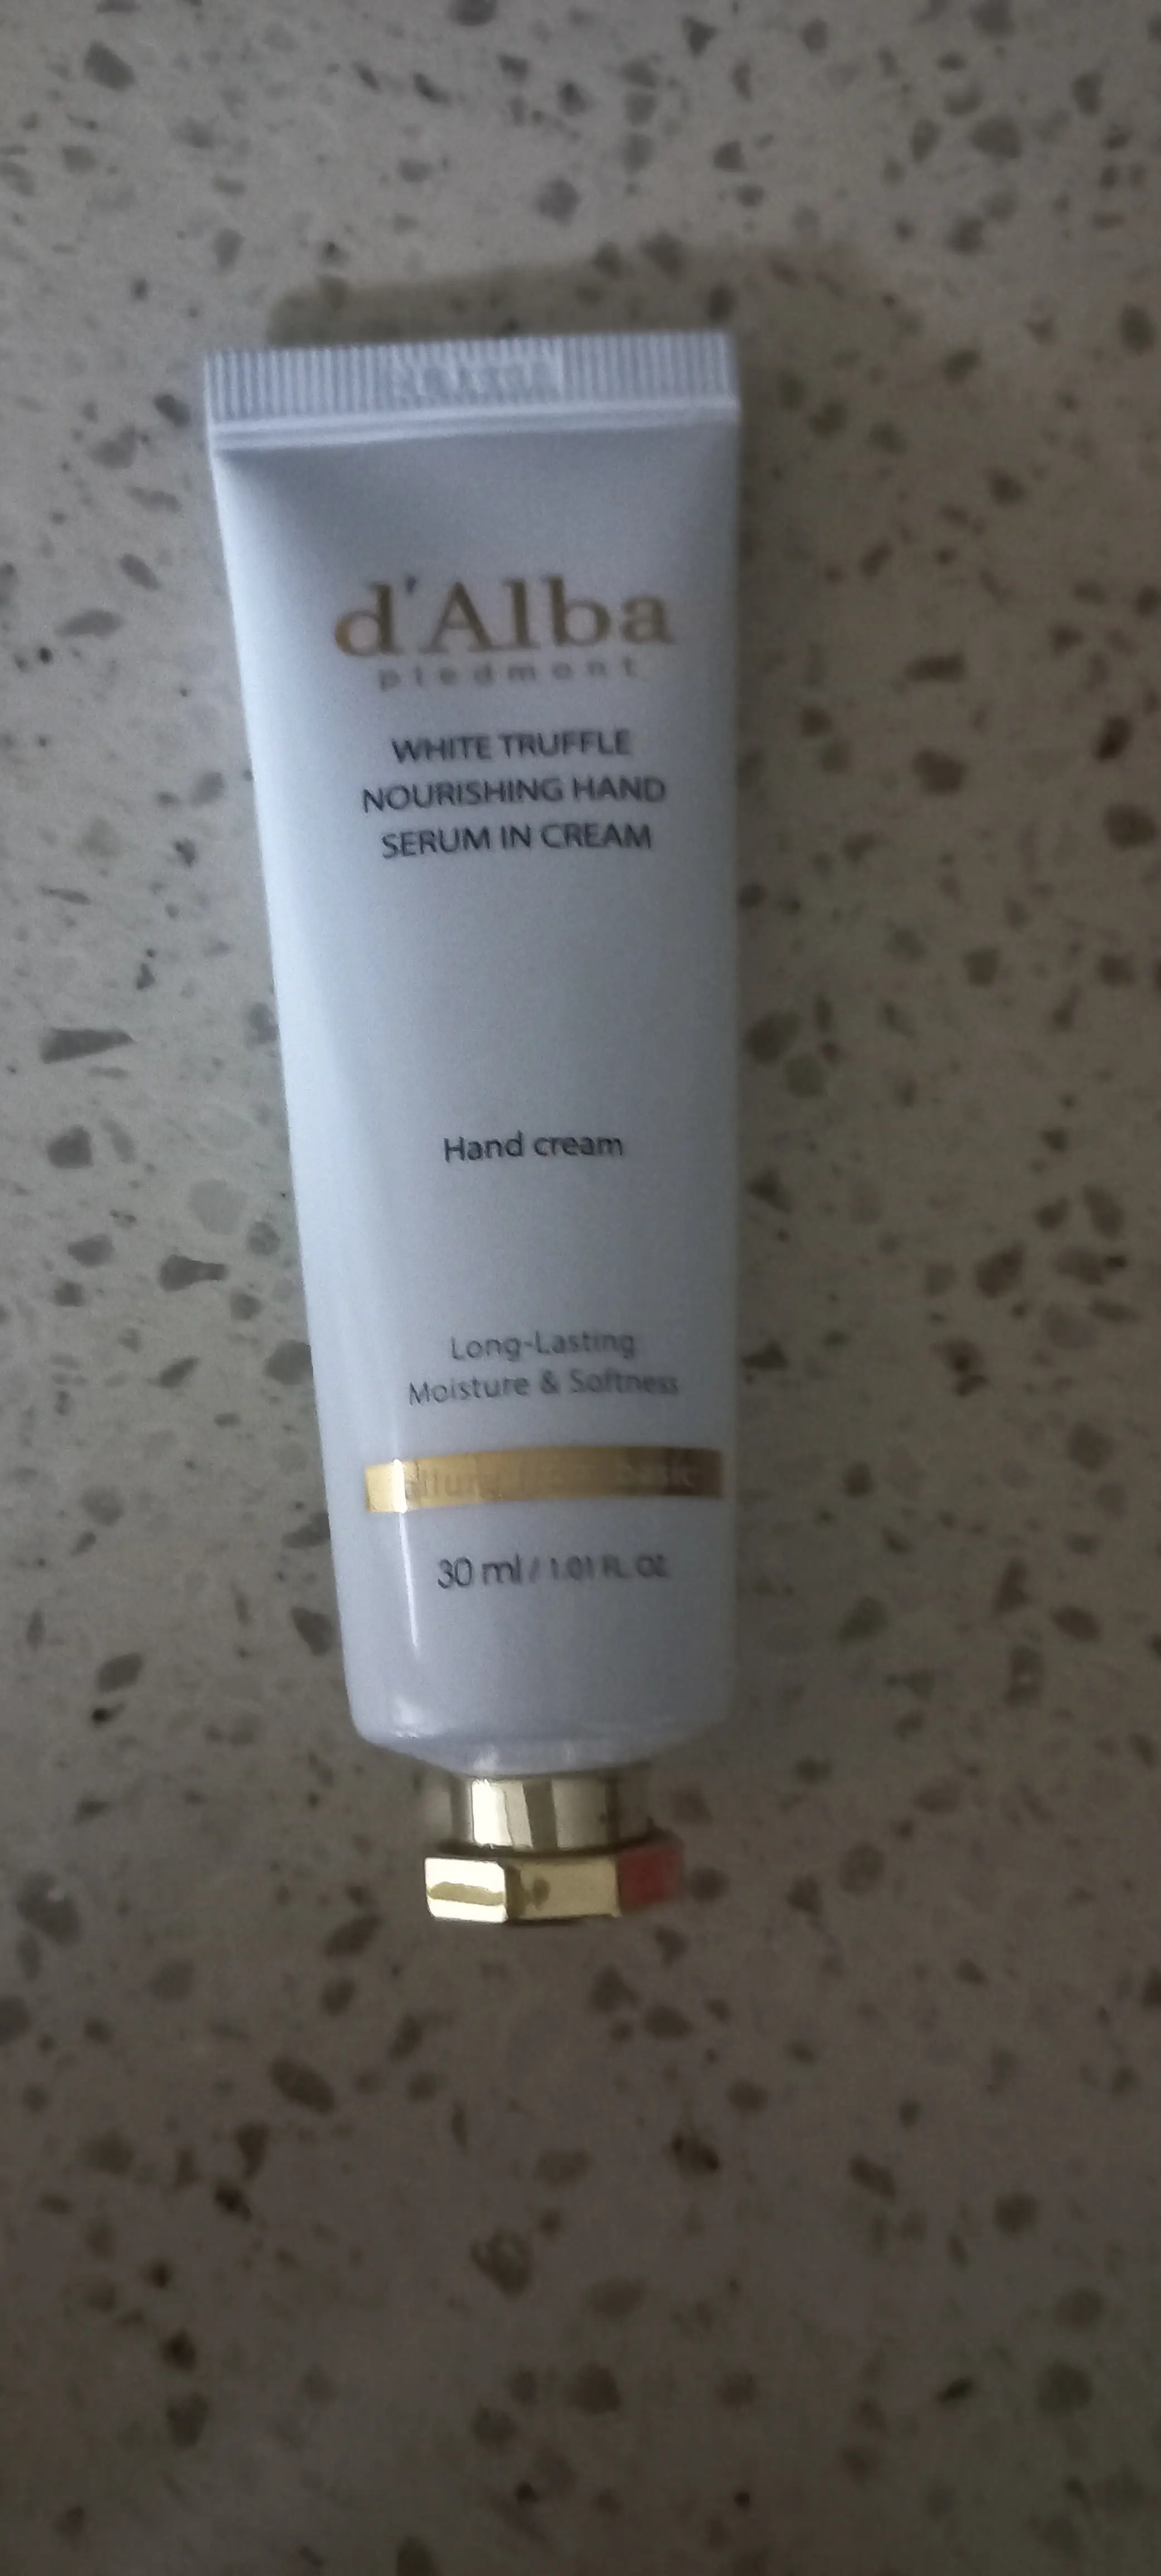 d'Alba
piedmont
WHITE TRUFFLE
NOURISHING HAND
SERUM IN CREAM
Hand cream
Long-Lasting
Moisture & Softness
30 ml / 1.01 FL. OZ